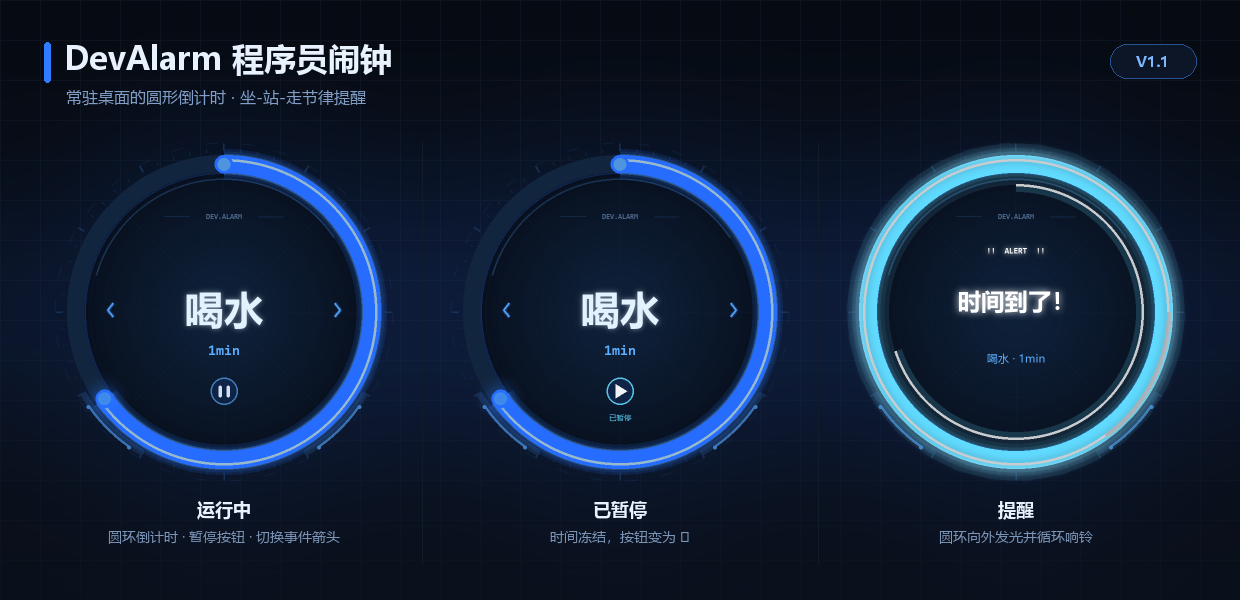 DevAlarm 程序员闹钟
常驻桌面的圆形倒计时 · 坐-站-走节律提醒
V1.1
DEV.ALARM
喝水
1min
运行中
圆环倒计时 · 暂停按钮 · 切换事件箭头
DEV.ALARM
喝水
1min
已暂停
已暂停
时间冻结，按钮变为 ▯
DEV.ALARM
!! ALERT !!
时间到了!
喝水 · 1min
提醒
圆环向外发光并循环响铃